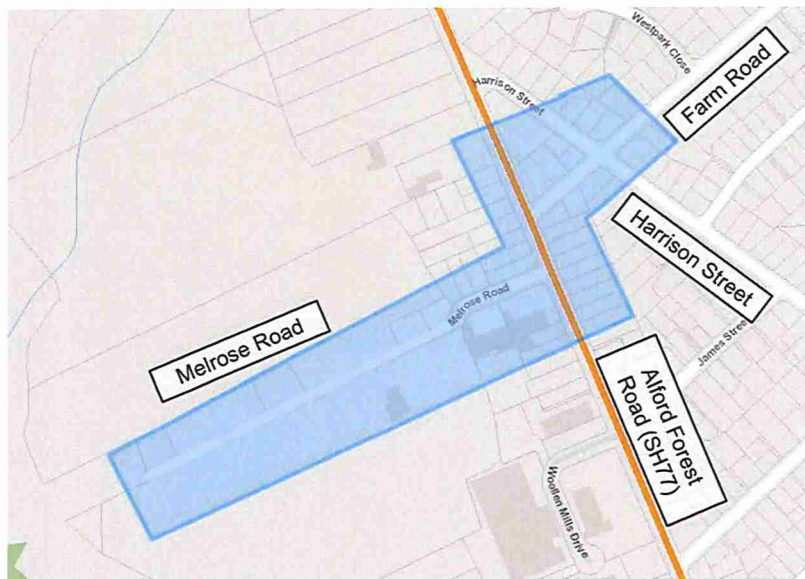 Westpark Close
Harrison Street
Farm Road
Harrison Street
Melrose Road
Melrose Road
James Stree
Alford Forest
Road (SH77)
Woollen Mills Drive